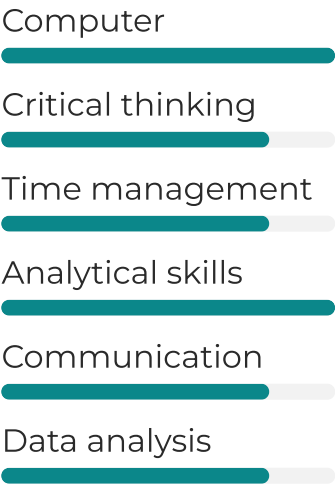 Computer
Critical thinking
Time management
Analytical skills
Communication
Data analysis